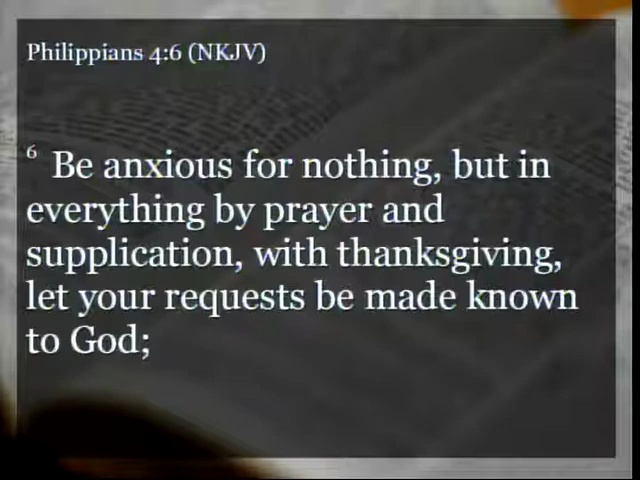 Philippians 4:6 (NKJV)
6 Be anxious for nothing, but in
everything by prayer and
supplication, with thanksgiving,
let your requests be made known
to God;